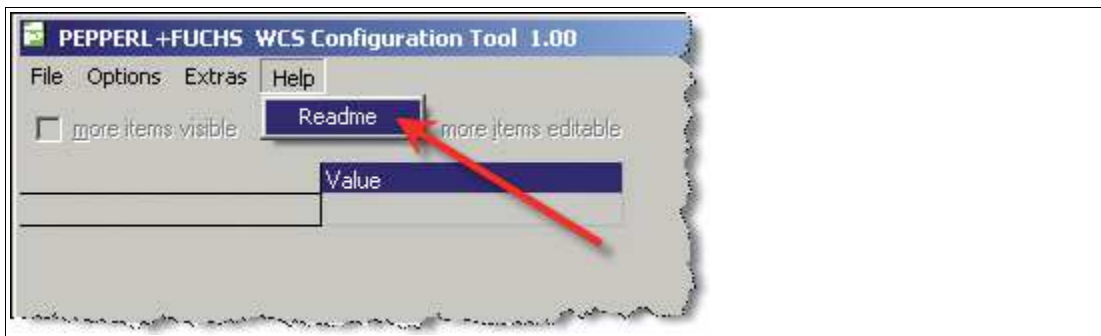 PEPPERL+FUCHS WCS Configuration Tool 1.00
File Options Extras Help
Readme
more items visible more items editable
Value